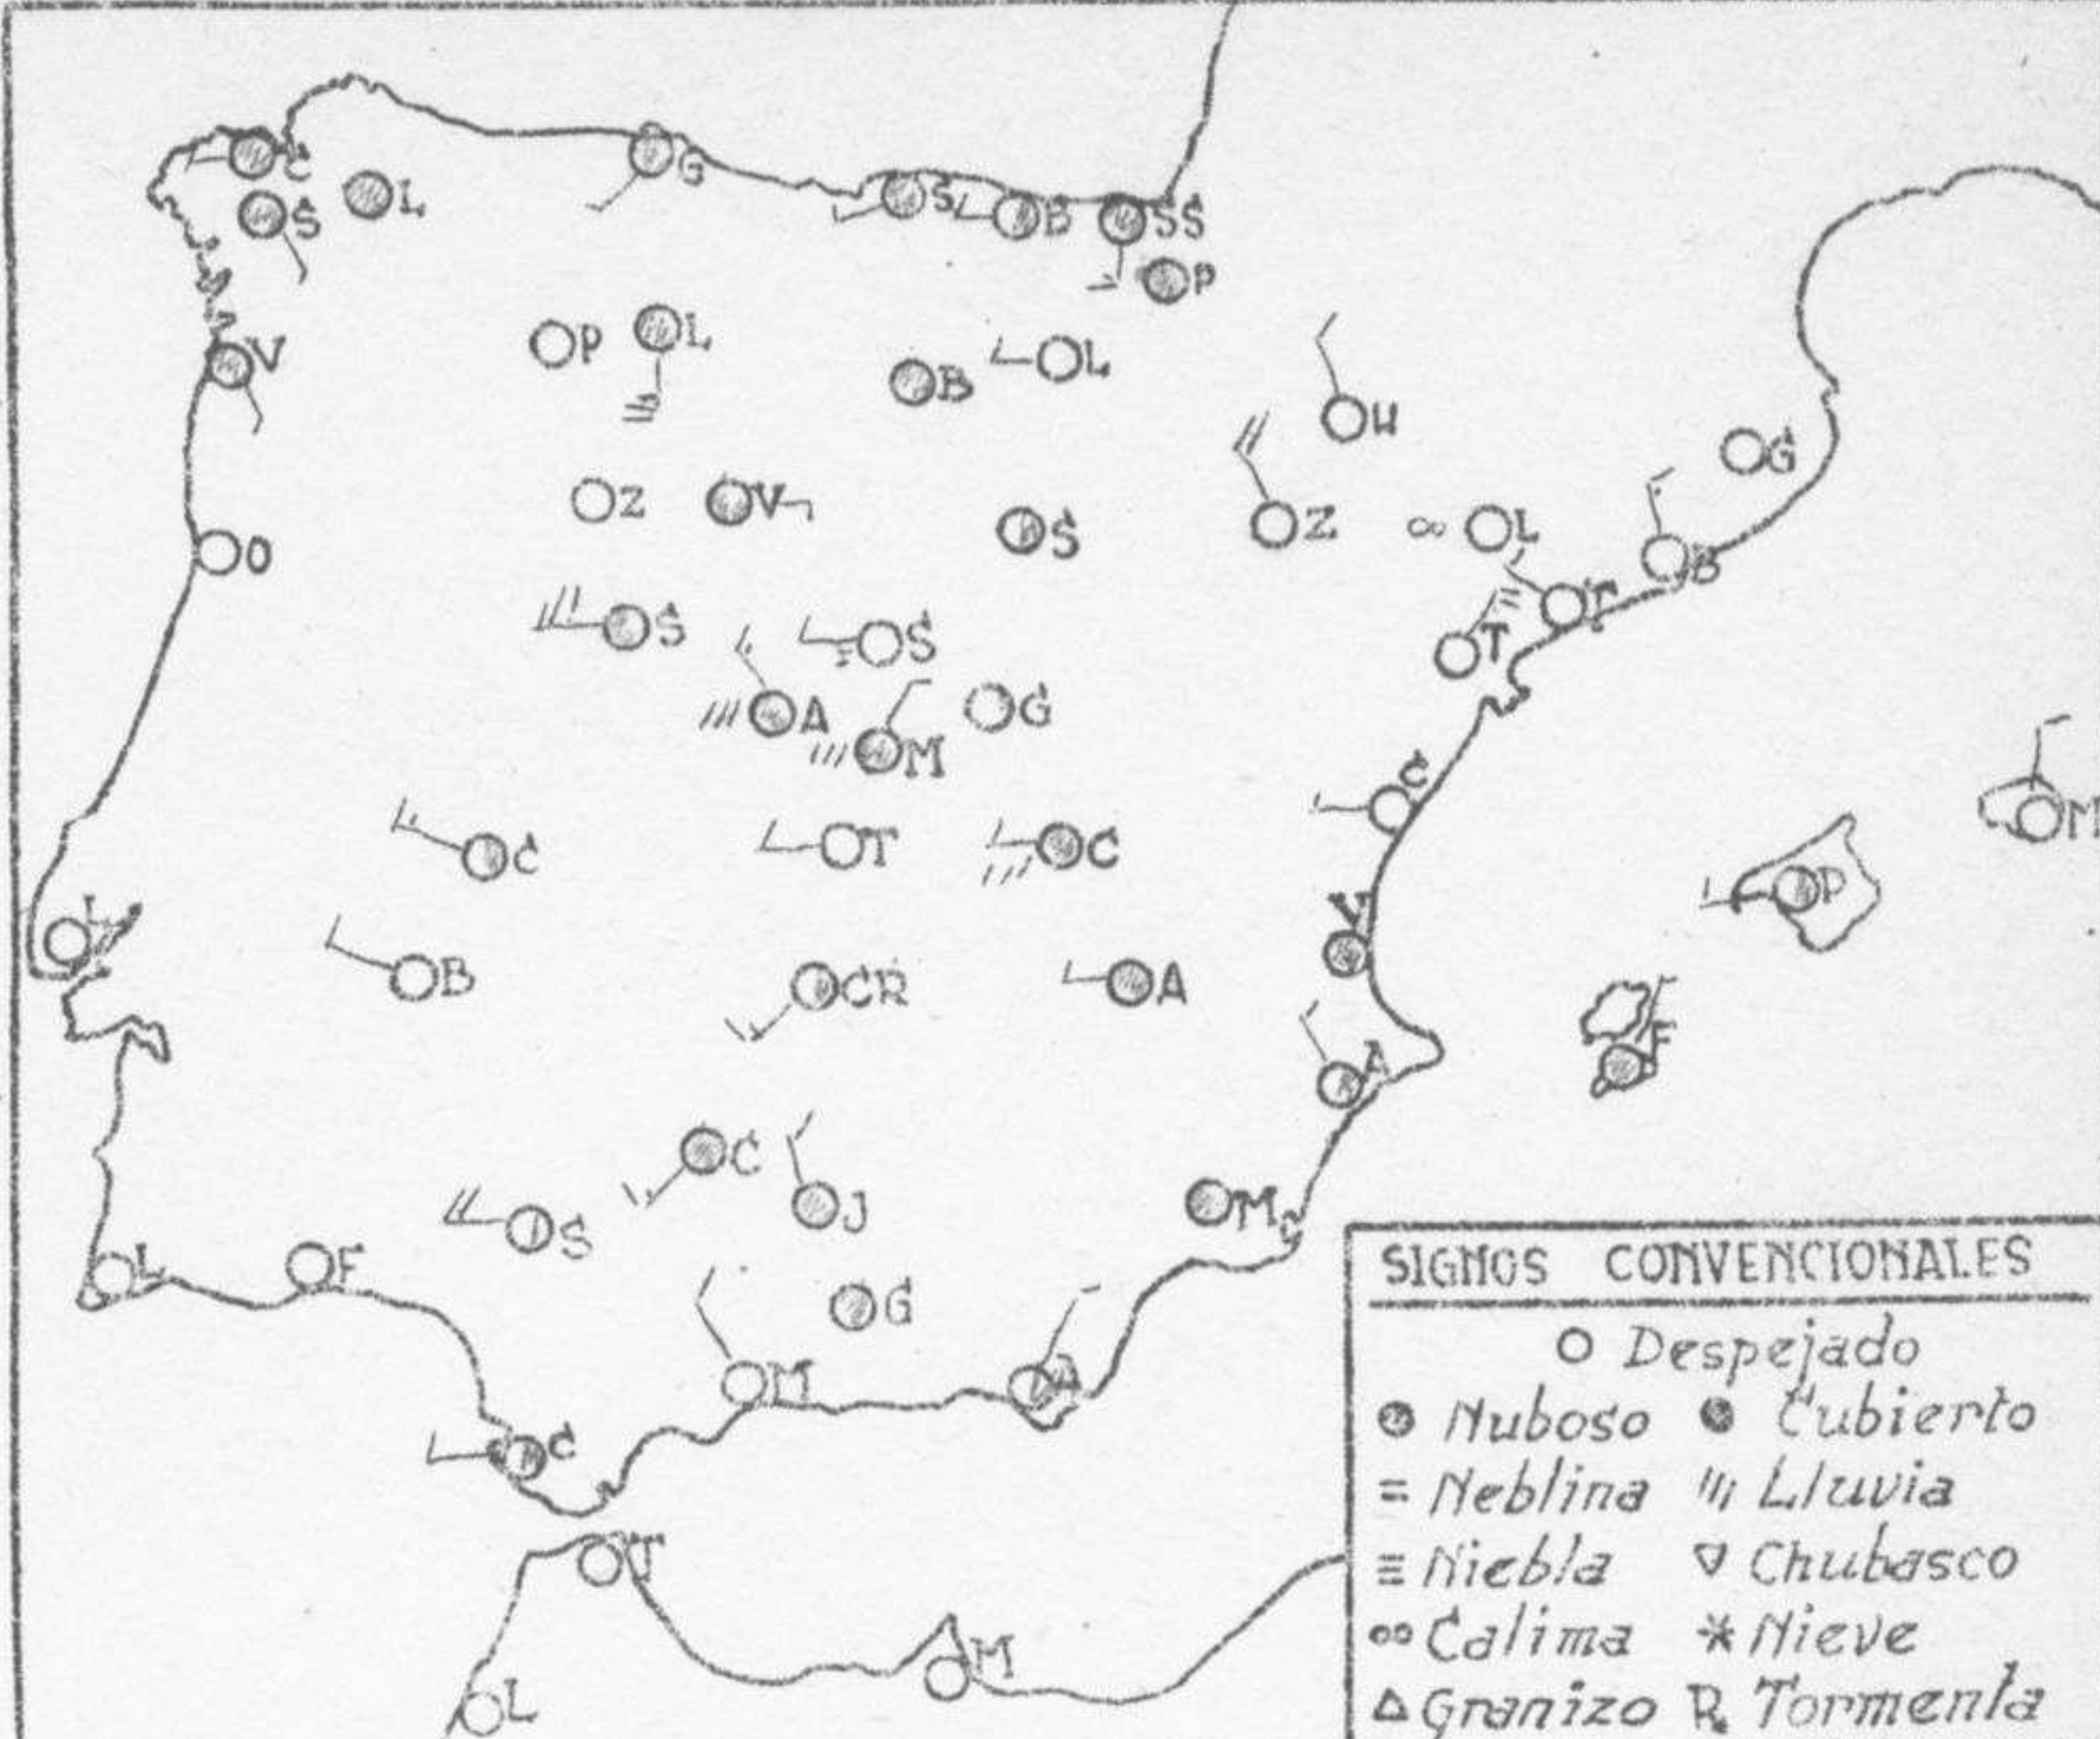 C
G
L
S
S
B
SS
P
V
P
L
B
L
H
G
O
Z
V
S
Z
L
B
S
S
T
T
A
M
G
C
C
T
C
M
P
L
B
CR
A
V
F
A
C
J
S
M
L
F
G
M
A
C
T
M
L
SIGNOS CONVENCIONALES
Despejado
Nuboso Cubierto
Neblina Lluvia
Niebla Chubasco
Calima Nieve
Granizo Tormenta